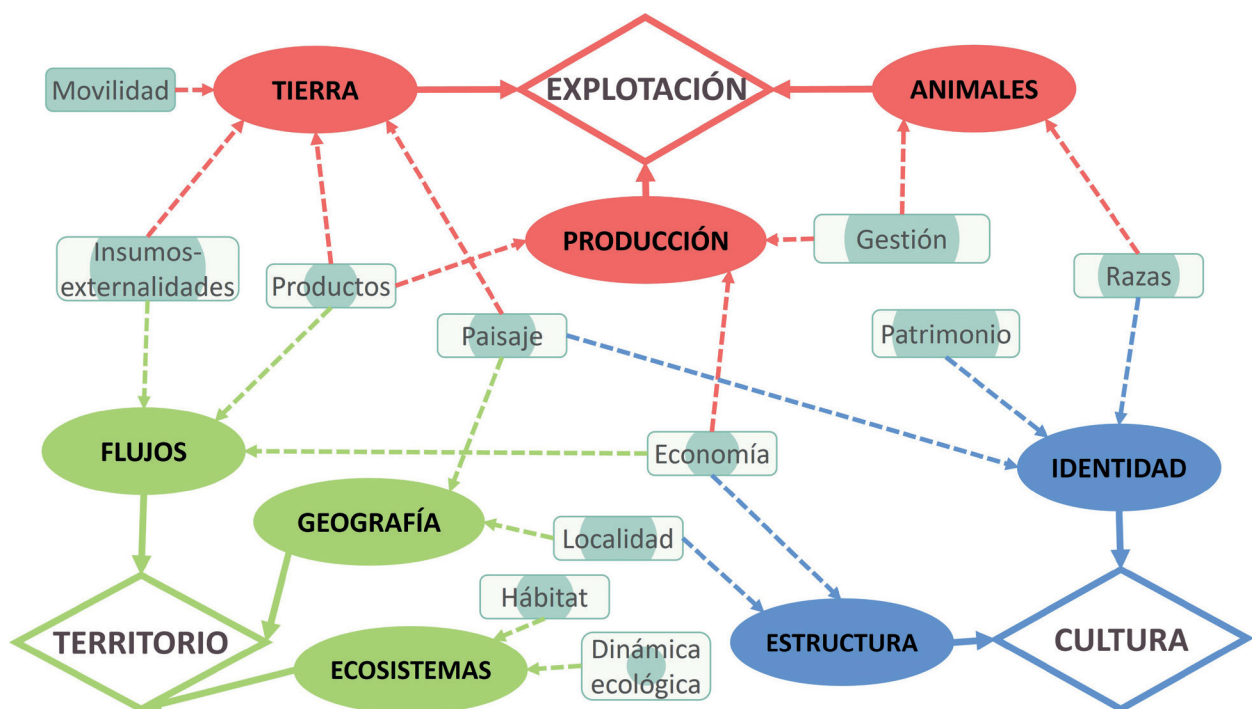 EXPLOTACIÓN
Movilidad
TIERRA
ANIMALES
PRODUCCIÓN
Gestión
Insumos-
externalidades
Productos
Razas
Paisaje
Patrimonio
FLUJOS
Economía
IDENTIDAD
GEOGRAFÍA
Localidad
Hábitat
TERRITORIO
ESTRUCTURA
CULTURA
ECOSISTEMAS
Dinámica
ecológica